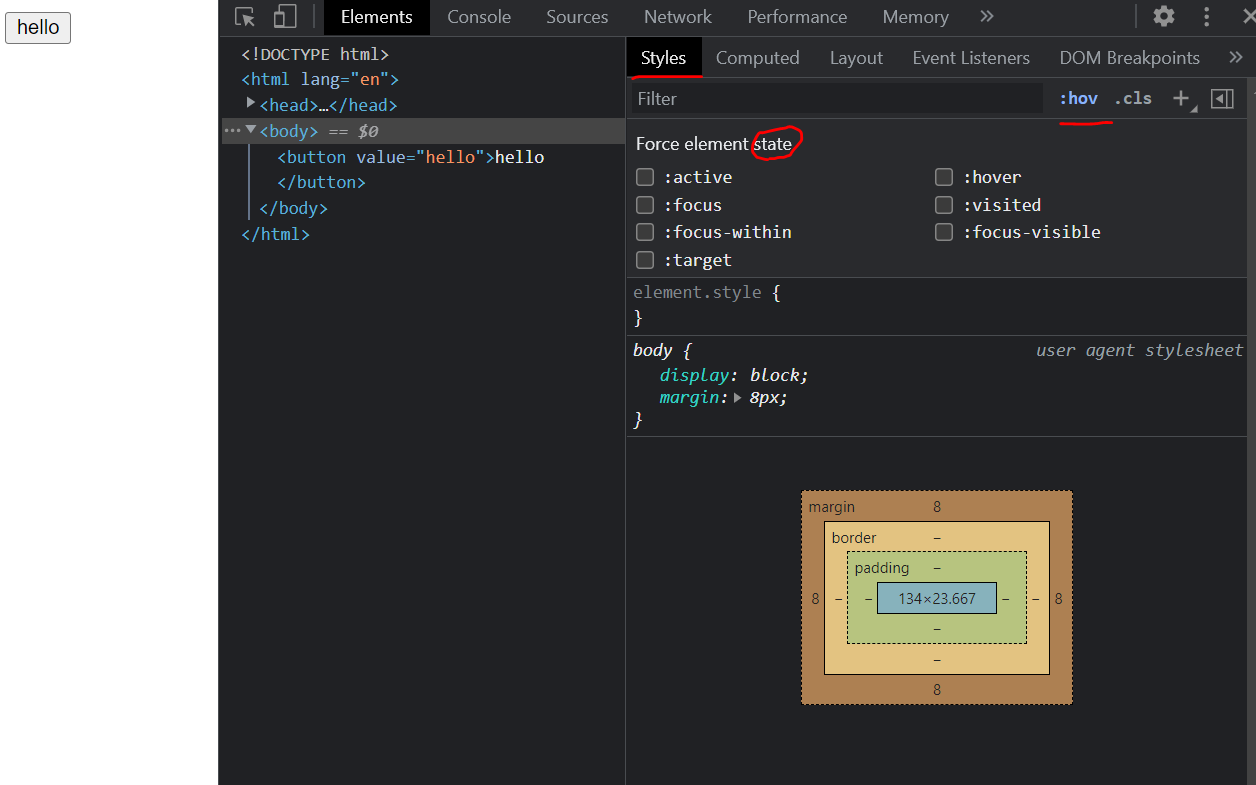 hello
Elements Console Sources Network Performance Memory »
<!DOCTYPE html>
<html lang="en">
<head>…</head>
<body> == $0
<button value="hello">hello
</button>
</body>
</html>
Styles Computed Layout Event Listeners DOM Breakpoints »
Filter :hov .cls
Force element state
:active :hover
:focus :visited
:focus-within :focus-visible
:target
element.style {
}
body { user agent stylesheet
display: block;
margin: 8px;
}
margin 8
border –
padding –
8 – – 134×23.667 – – 8
–
–
8